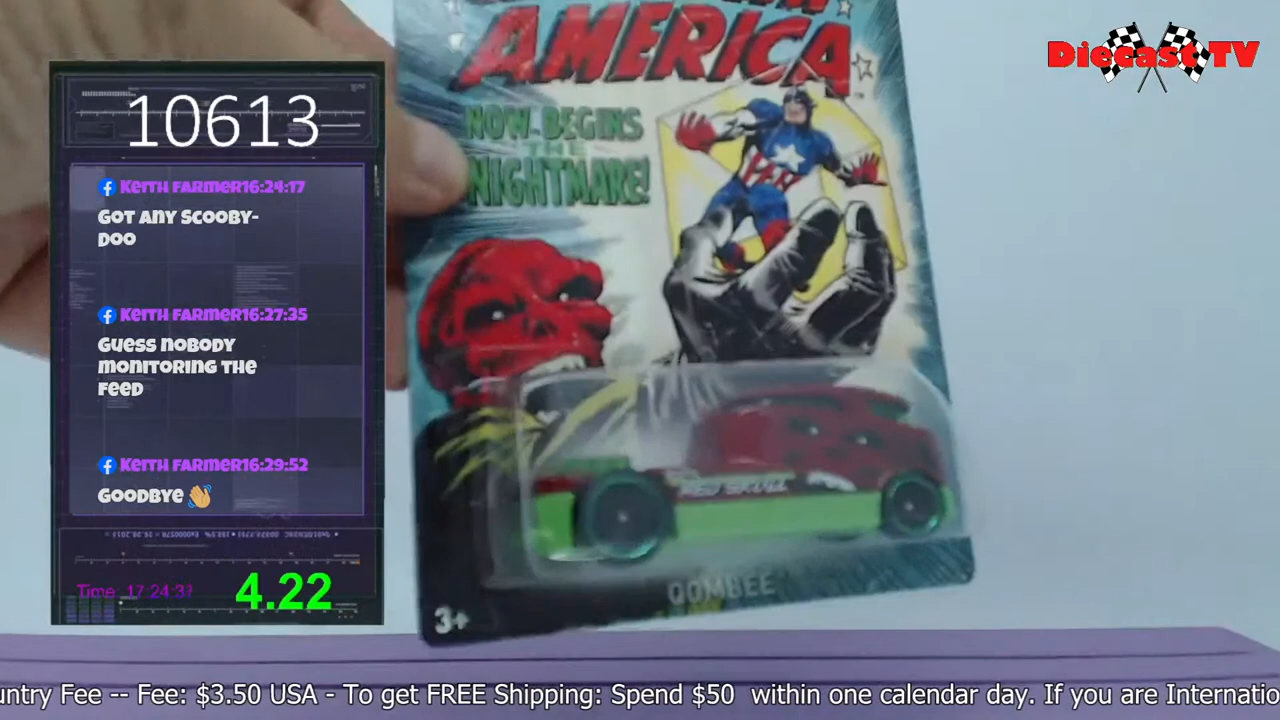 10613
Keith Farmer16:24:17
Got any Scooby-
Doo
Keith Farmer16:27:35
Guess nobody
monitoring the
feed
Keith Farmer16:29:52
Goodbye 👋
Time 17:24:37
4.22
AMERICA
NOW BEGINS
THE
NIGHTMARE!
RED SKULL
QOMBEE
3+
Diecast TV
untry Fee -- Fee: $3.50 USA - To get FREE Shipping: Spend $50 within one calendar day. If you are Internatio